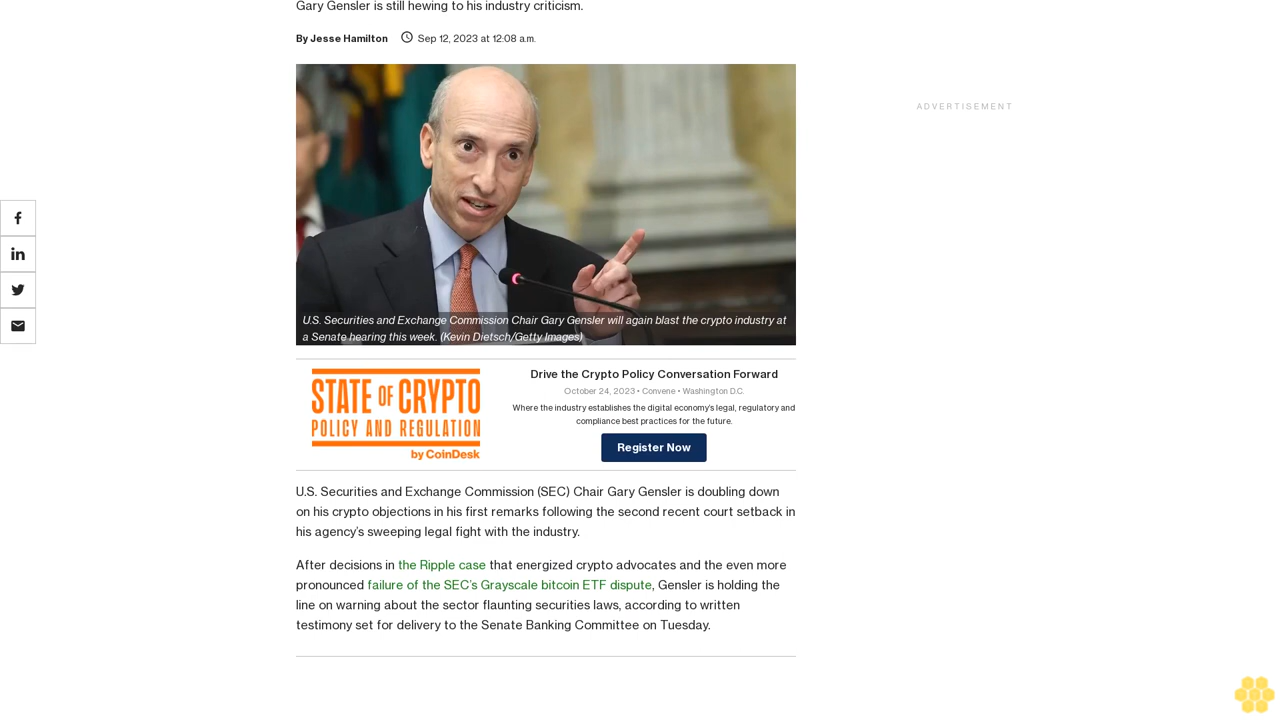 Gary Gensler is still hewing to his industry criticism.
By Jesse Hamilton Sep 12, 2023 at 12:08 a.m.
ADVERTISEMENT
U.S. Securities and Exchange Commission Chair Gary Gensler will again blast the crypto industry at
a Senate hearing this week. (Kevin Dietsch/Getty Images)
STATE OF CRYPTO
POLICY AND REGULATION
by CoinDesk
Drive the Crypto Policy Conversation Forward
October 24, 2023 • Convene • Washington D.C.
Where the industry establishes the digital economy's legal, regulatory and
compliance best practices for the future.
Register Now
U.S. Securities and Exchange Commission (SEC) Chair Gary Gensler is doubling down
on his crypto objections in his first remarks following the second recent court setback in
his agency's sweeping legal fight with the industry.
After decisions in the Ripple case that energized crypto advocates and the even more
pronounced failure of the SEC's Grayscale bitcoin ETF dispute, Gensler is holding the
line on warning about the sector flaunting securities laws, according to written
testimony set for delivery to the Senate Banking Committee on Tuesday.